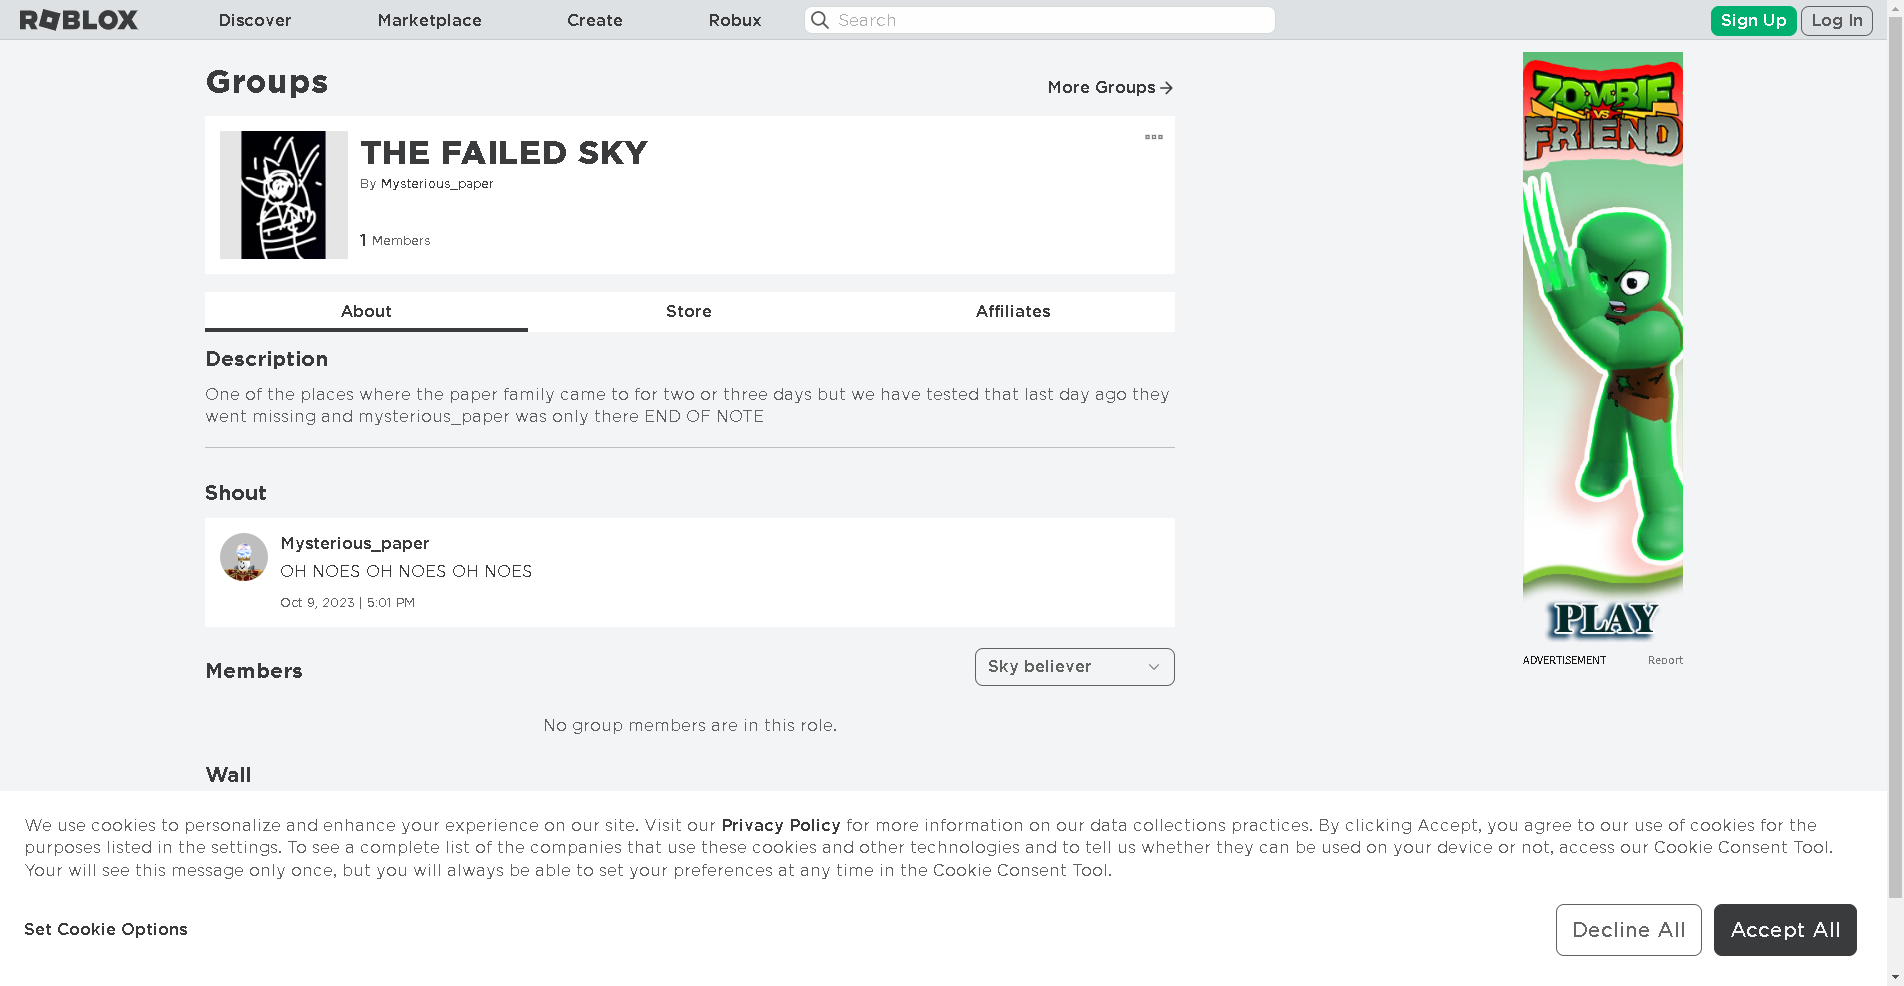 ROBLOX
Discover
Marketplace
Create
Robux
Search
Sign Up
Log In
Groups
More Groups
THE FAILED SKY
By Mysterious_paper
1 Members
About
Store
Affiliates
Description
One of the places where the paper family came to for two or three days but we have tested that last day ago they
went missing and mysterious_paper was only there END OF NOTE
Shout
Mysterious_paper
OH NOES OH NOES OH NOES
Oct 9, 2023 | 5:01 PM
Members
Sky believer
No group members are in this role.
Wall
ZOMBIE
VS
FRIEND
PLAY
ADVERTISEMENT
Report
We use cookies to personalize and enhance your experience on our site. Visit our Privacy Policy for more information on our data collections practices. By clicking Accept, you agree to our use of cookies for the
purposes listed in the settings. To see a complete list of the companies that use these cookies and other technologies and to tell us whether they can be used on your device or not, access our Cookie Consent Tool.
Your will see this message only once, but you will always be able to set your preferences at any time in the Cookie Consent Tool.
Set Cookie Options
Decline All
Accept All